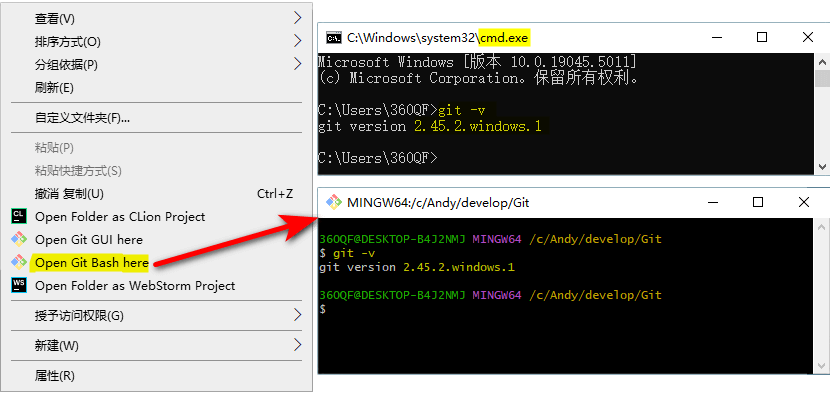 查看(V)
排序方式(O)
分组依据(P)
刷新(E)
自定义文件夹(F)...
粘贴(P)
粘贴快捷方式(S)
撤消 复制(U) Ctrl+Z
CL Open Folder as CLion Project
Open Git GUI here
Open Git Bash here
WS Open Folder as WebStorm Project
授予访问权限(G)
新建(W)
属性(R)
C:\Windows\system32\cmd.exe
Microsoft Windows [版本 10.0.19045.5011]
(c) Microsoft Corporation。保留所有权利。
C:\Users\360QF>git -v
git version 2.45.2.windows.1
C:\Users\360QF>
MINGW64:/c/Andy/develop/Git
360QF@DESKTOP-B4J2NMJ MINGW64 /c/Andy/develop/Git
$ git -v
git version 2.45.2.windows.1
360QF@DESKTOP-B4J2NMJ MINGW64 /c/Andy/develop/Git
$